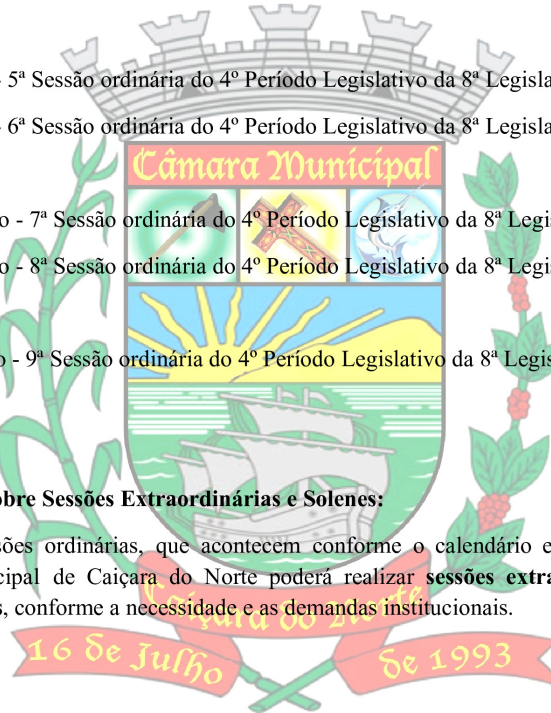 - 5ª Sessão ordinária do 4º Período Legislativo da 8ª Legisla
- 6ª Sessão ordinária do 4º Período Legislativo da 8ª Legisla
Câmara Municipal
o - 7ª Sessão ordinária do 4º Período Legislativo da 8ª Legis
o - 8ª Sessão ordinária do 4º Período Legislativo da 8ª Legis
o - 9ª Sessão ordinária do 4º Período Legislativo da 8ª Legis
obre Sessões Extraordinárias e Solenes:
sões ordinárias, que acontecem conforme o calendário e
cipal de Caiçara do Norte poderá realizar sessões extra
s, conforme a necessidade e as demandas institucionais.
Caiçara do Norte
16 de Julho de 1993